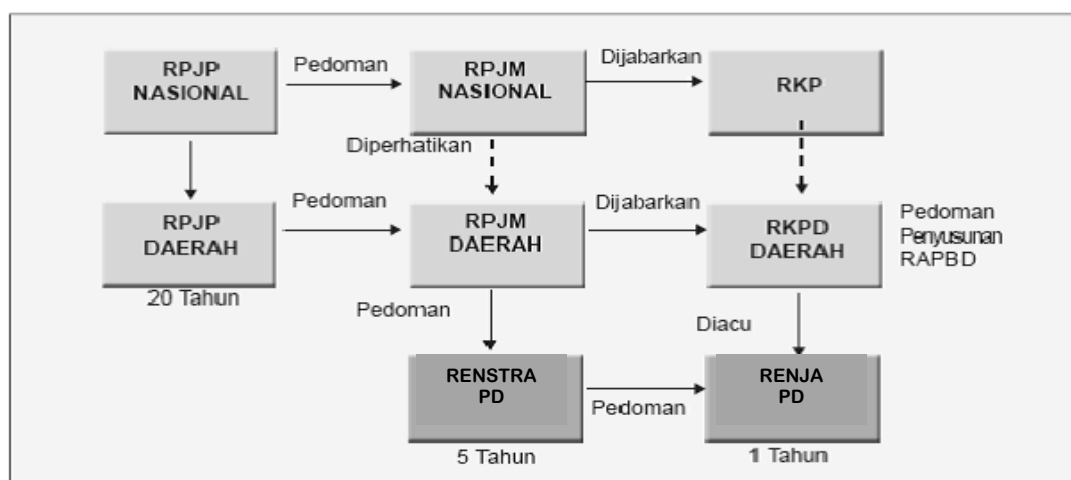 RPJP
NASIONAL
Pedoman
RPJM
NASIONAL
Dijabarkan
RKP
Diperhatikan
RPJP
DAERAH
Pedoman
RPJM
DAERAH
Dijabarkan
RKPD
DAERAH
Pedoman
Penyusunan
RAPBD
20 Tahun
Pedoman
Diacu
RENSTRA
PD
Pedoman
RENJA
PD
5 Tahun
1 Tahun